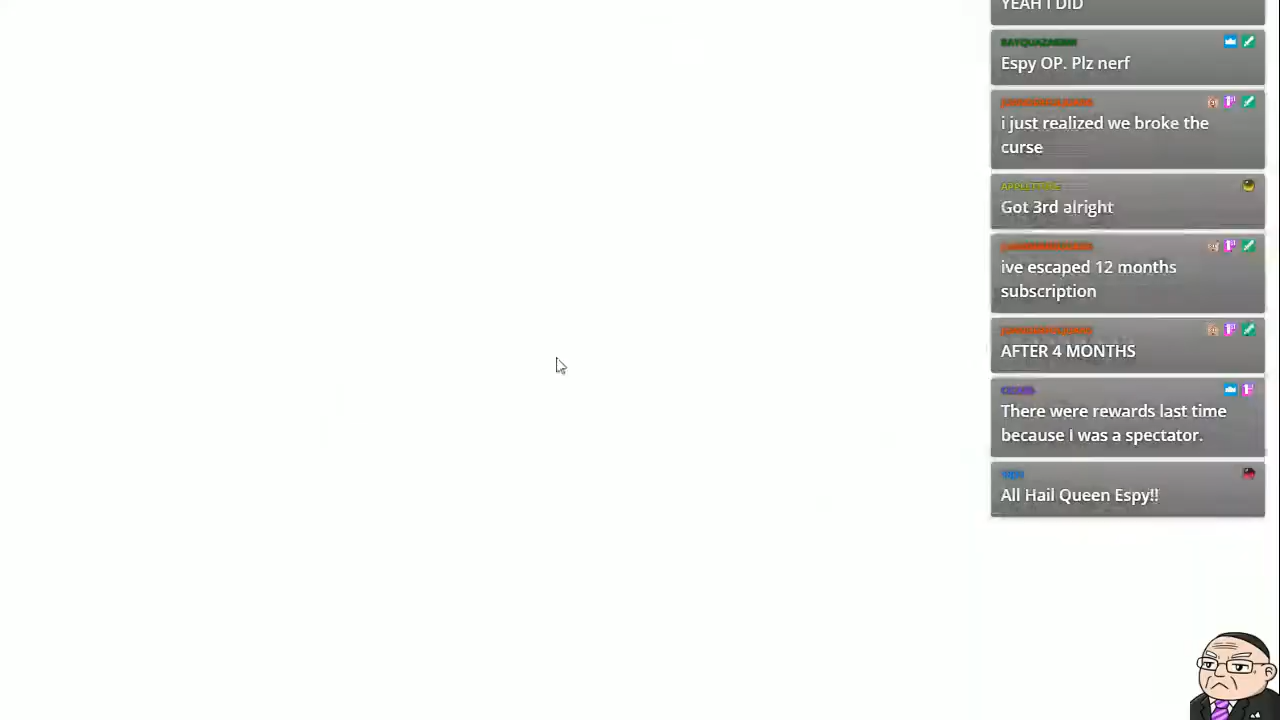 YEAH I DID
Espy OP. Plz nerf
i just realized we broke the
curse
Got 3rd alright
ive escaped 12 months
subscription
AFTER 4 MONTHS
There were rewards last time
because I was a spectator.
All Hail Queen Espy!!